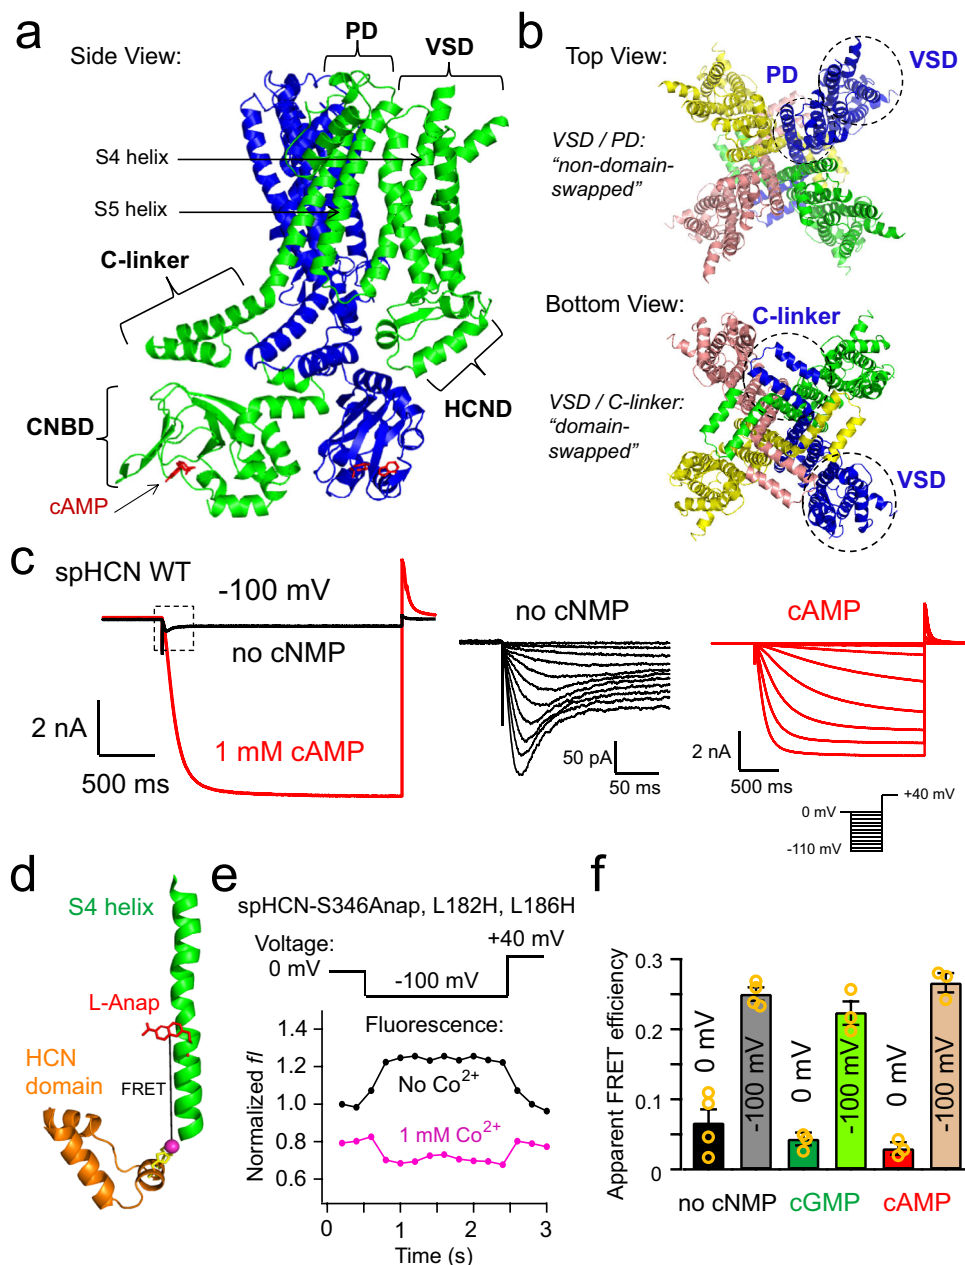 a
Side View:
PD
VSD
S4 helix
S5 helix
C-linker
CNBD
cAMP
HCND
b
Top View:
VSD
PD
VSD / PD:
“non-domain-
swapped”
Bottom View:
C-linker
VSD / C-linker:
“domain-
swapped”
VSD
c
spHCN WT
-100 mV
no cNMP
1 mM cAMP
2 nA
500 ms
no cNMP
50 pA
50 ms
cAMP
2 nA
500 ms
+40 mV
0 mV
-110 mV
d
S4 helix
L-Anap
HCN
domain
FRET
e
spHCN-S346Anap, L182H, L186H
Voltage:
0 mV
-100 mV
+40 mV
Fluorescence:
Normalized fl
1.4
1.2
1.0
0.8
0.6
No Co2+
1 mM Co2+
0 1 2 3
Time (s)
f
Apparent FRET efficiency
0.3
0.2
0.1
0
0 mV
-100 mV
0 mV
-100 mV
0 mV
-100 mV
no cNMP cGMP cAMP